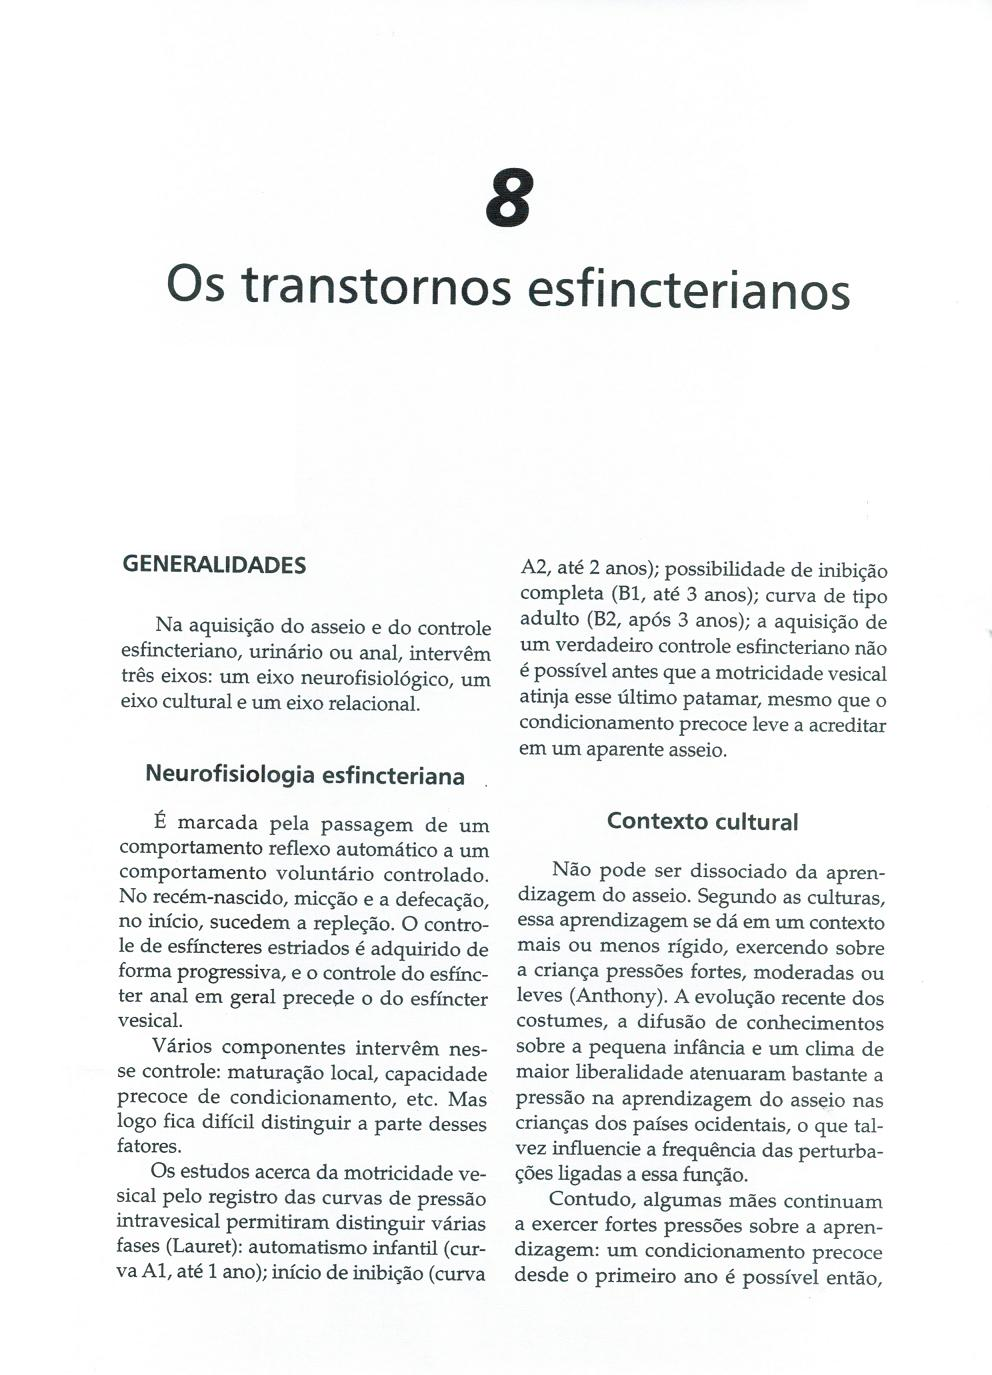 8
Os transtornos esfincterianos
GENERALIDADES
Na aquisição do asseio e do controle
esfincteriano, urinário ou anal, intervêm
três eixos: um eixo neurofisiológico, um
eixo cultural e um eixo relacional.
Neurofisiologia esfincteriana
É marcada pela passagem de um
comportamento reflexo automático a um
comportamento voluntário controlado.
No recém-nascido, micção e a defecação,
no início, sucedem a repleção. O contro-
le de esfíncteres estriados é adquirido de
forma progressiva, e o controle do esfínc-
ter anal em geral precede o do esfíncter
vesical.
Vários componentes intervêm nes-
se controle: maturação local, capacidade
precoce de condicionamento, etc. Mas
logo fica difícil distinguir a parte desses
fatores.
Os estudos acerca da motricidade ve-
sical pelo registro das curvas de pressão
intravesical permitiram distinguir várias
fases (Lauret): automatismo infantil (cur-
va A1, até 1 ano); início de inibição (curva
A2, até 2 anos); possibilidade de inibição
completa (B1, até 3 anos); curva de tipo
adulto (B2, após 3 anos); a aquisição de
um verdadeiro controle esfincteriano não
é possível antes que a motricidade vesical
atinja esse último patamar, mesmo que o
condicionamento precoce leve a acreditar
em um aparente asseio.
Contexto cultural
Não pode ser dissociado da apren-
dizagem do asseio. Segundo as culturas,
essa aprendizagem se dá em um contexto
mais ou menos rígido, exercendo sobre
a criança pressões fortes, moderadas ou
leves (Anthony). A evolução recente dos
costumes, a difusão de conhecimentos
sobre a pequena infância e um clima de
maior liberalidade atenuaram bastante a
pressão na aprendizagem do asseio nas
crianças dos países ocidentais, o que tal-
vez influencie a frequência das perturba-
ções ligadas a essa função.
Contudo, algumas mães continuam
a exercer fortes pressões sobre a apren-
dizagem: um condicionamento precoce
desde o primeiro ano é possível então,